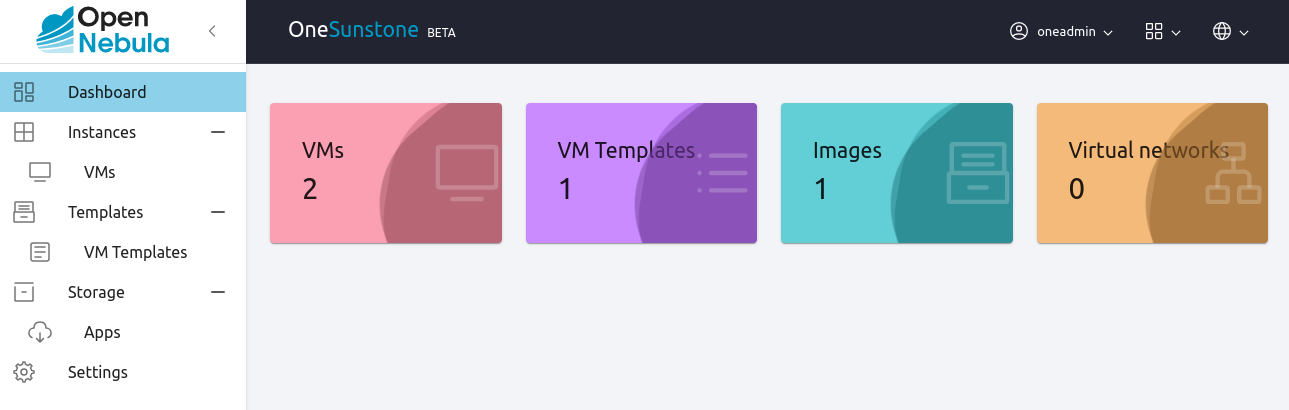 Open
Nebula
OneSunstone BETA
oneadmin
Dashboard
Instances
VMs
Templates
VM Templates
Storage
Apps
Settings
VMs
2
VM Templates
1
Images
1
Virtual networks
0